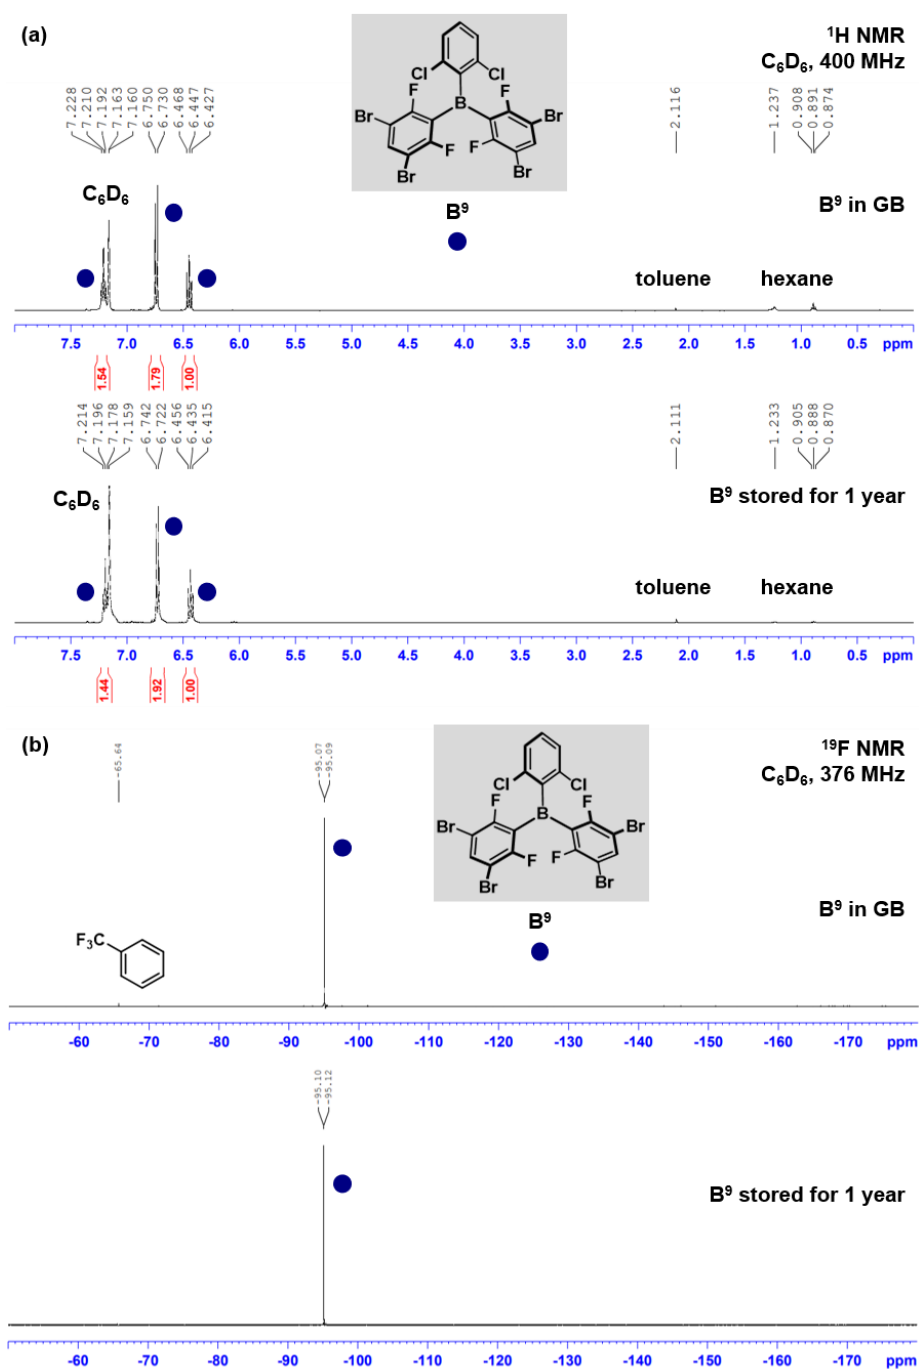 (a)
¹H NMR
C₆D₆, 400 MHz
7.228
7.210
7.192
7.163
7.160
6.750
6.730
6.468
6.447
6.427
2.116
1.237
0.908
0.891
0.874
Cl
Cl
F
B
F
Br
Br
F
F
Br
Br
B⁹
C₆D₆
B⁹ in GB
toluene
hexane
7.5 7.0 6.5 6.0 5.5 5.0 4.5 4.0 3.5 3.0 2.5 2.0 1.5 1.0 0.5 ppm
1.54
1.79
1.00
7.214
7.196
7.178
7.159
6.742
6.722
6.456
6.435
6.415
2.111
1.233
0.905
0.888
0.870
C₆D₆
B⁹ stored for 1 year
toluene
hexane
7.5 7.0 6.5 6.0 5.5 5.0 4.5 4.0 3.5 3.0 2.5 2.0 1.5 1.0 0.5 ppm
1.44
1.92
1.00
(b)
¹⁹F NMR
C₆D₆, 376 MHz
-65.64
-95.07
-95.09
Cl
Cl
F
B
F
Br
Br
F
F
Br
Br
B⁹
B⁹ in GB
F₃C
-60 -70 -80 -90 -100 -110 -120 -130 -140 -150 -160 -170 ppm
-95.10
-95.12
B⁹ stored for 1 year
-60 -70 -80 -90 -100 -110 -120 -130 -140 -150 -160 -170 ppm